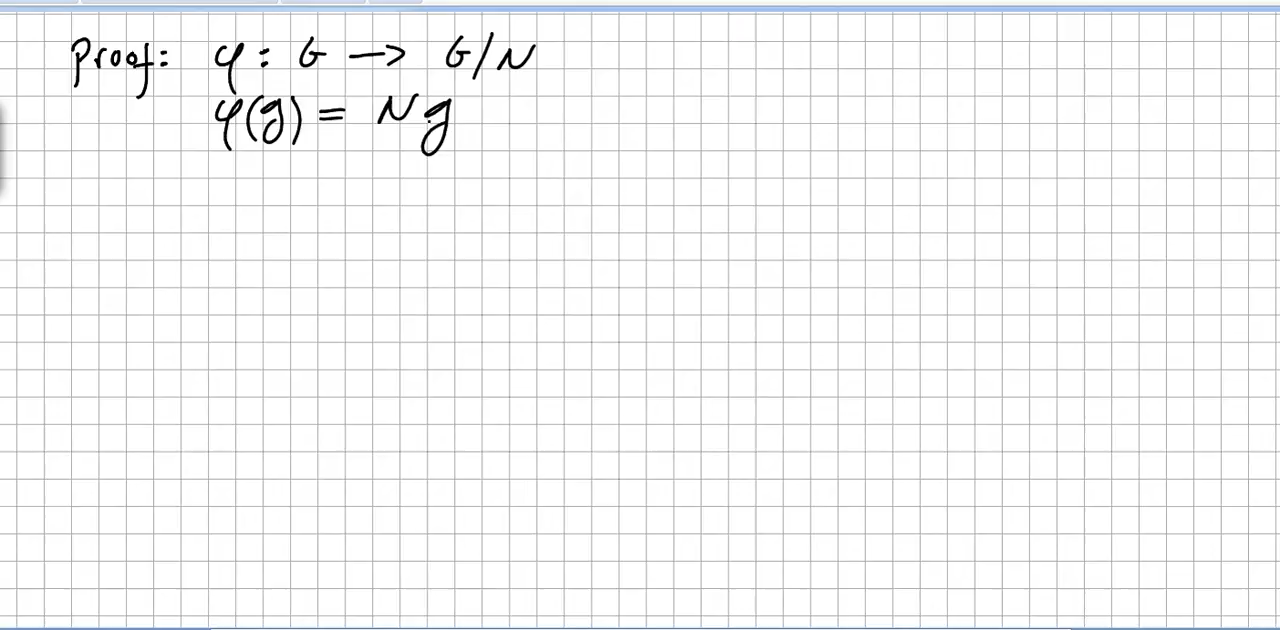 Proof: φ: G → G/N
φ(g) = Ng